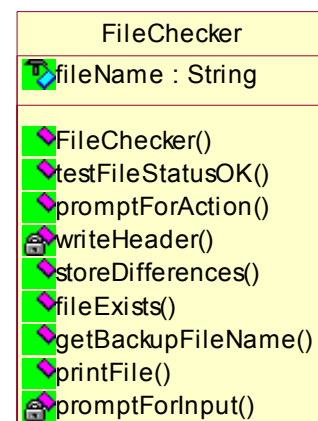 FileChecker
fileName : String
FileChecker()
testFileStatusOK()
promptForAction()
writeHeader()
storeDifferences()
fileExists()
getBackupFileName()
printFile()
promptForInput()